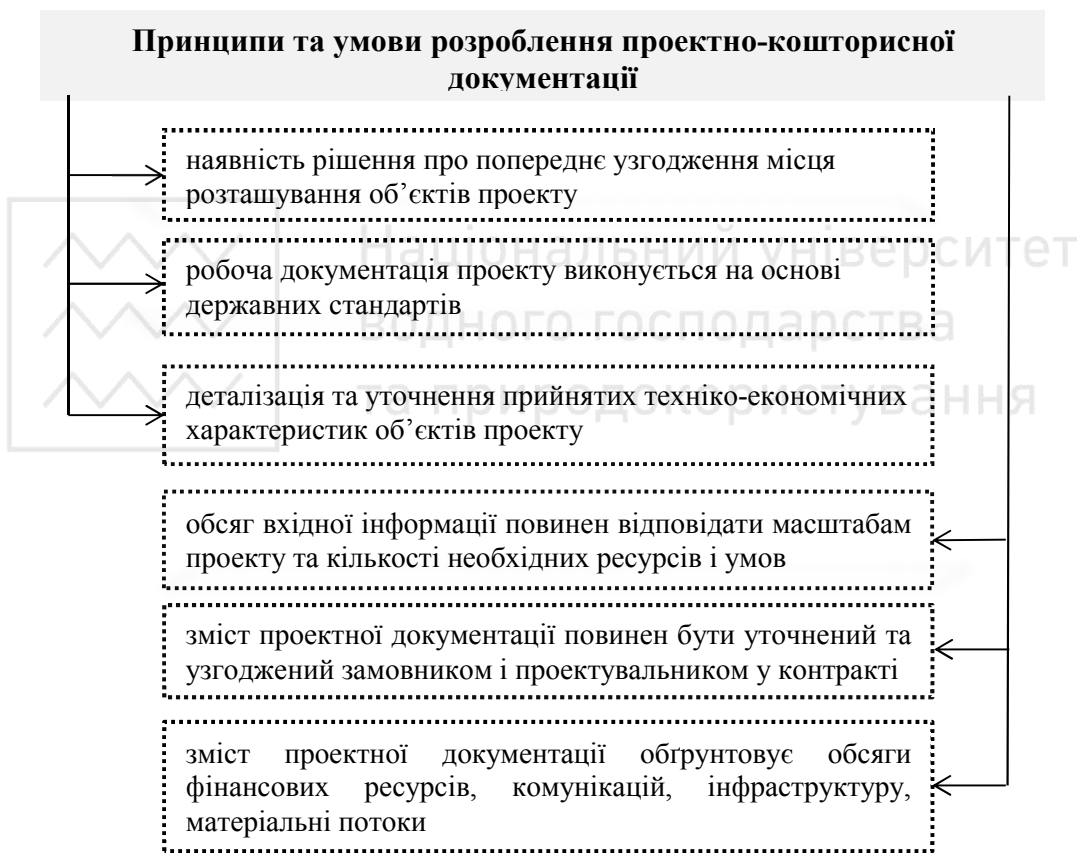 Принципи та умови розроблення проектно-кошторисної
документації
наявність рішення про попереднє узгодження місця
розташування об’єктів проекту
Національний університет
робоча документація проекту виконується на основі
державних стандартів
водного господарства
та природокористування
деталізація та уточнення прийнятих техніко-економічних
характеристик об’єктів проекту
обсяг вхідної інформації повинен відповідати масштабам
проекту та кількості необхідних ресурсів і умов
зміст проектної документації повинен бути уточнений та
узгоджений замовником і проектувальником у контракті
зміст проектної документації обґрунтовує обсяги
фінансових ресурсів, комунікацій, інфраструктуру,
матеріальні потоки